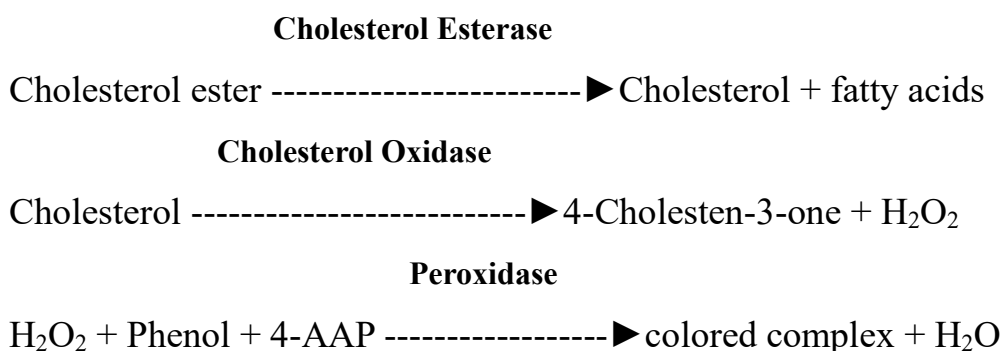 Cholesterol Esterase
Cholesterol ester -------------------------►Cholesterol + fatty acids
Cholesterol Oxidase
Cholesterol ---------------------------►4-Cholesten-3-one + H₂O₂
Peroxidase
H₂O₂ + Phenol + 4-AAP ------------------►colored complex + H₂O